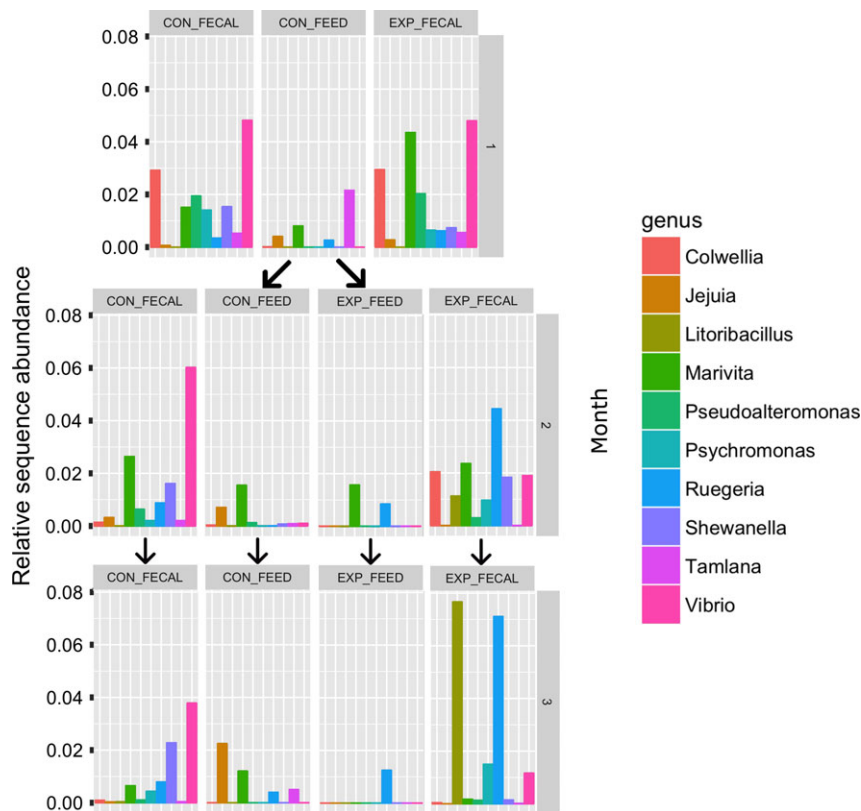 CON_FECAL CON_FEED EXP_FECAL
0.08
0.06
0.04
0.02
0.00
1
CON_FECAL CON_FEED EXP_FEED EXP_FECAL
0.08
0.06
0.04
0.02
0.00
2
CON_FECAL CON_FEED EXP_FEED EXP_FECAL
0.08
0.06
0.04
0.02
0.00
3
Relative sequence abundance
Month
genus
Colwellia
Jejuia
Litoribacillus
Marivita
Pseudoalteromonas
Psychromonas
Ruegeria
Shewanella
Tamlana
Vibrio